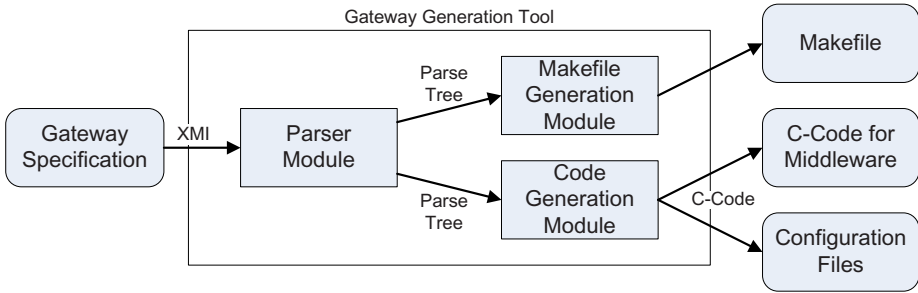 Gateway Generation Tool
Makefile
Parse
Tree
Makefile
Generation
Module
Gateway
Specification
XMI
Parser
Module
C-Code for
Middleware
Code
Generation
Module
Parse
Tree
C-Code
Configuration
Files